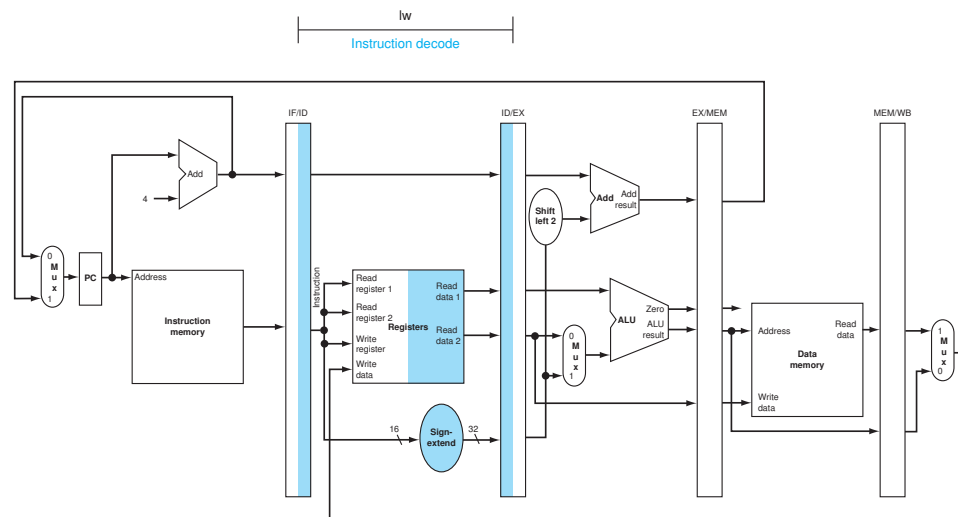 lw
Instruction decode
IF/ID
ID/EX
EX/MEM
MEM/WB
Add
4
Shift
left 2
Add
Add
result
0
M
u
x
1
PC
Address
Instruction
memory
Instruction
Read
register 1
Read
register 2
Write
register
Write
data
Registers
Read
data 1
Read
data 2
0
M
u
x
1
ALU
Zero
ALU
result
Address
Read
data
Data
memory
Write
data
1
M
u
x
0
16
Sign-
extend
32